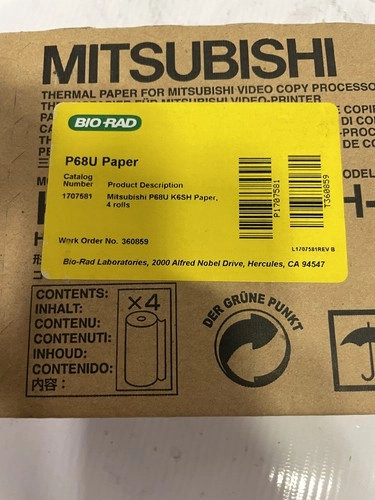 MITSUBISHI
THERMAL PAPER FOR MITSUBISHI VIDEO COPY
BIO-RAD
P68U Paper
Catalog Number Product Description
1707581 Mitsubishi P68U K6SH Paper, 4 rolls
P1707581
T360859
Work Order No. 360859
L1707581REV B
Bio-Rad Laboratories, 2000 Alfred Nobel Drive, Hercules, CA 94547
CONTENTS:
INHALT:
CONTENU:
CONTENUTI:
INHOUD:
CONTENIDO:
内容:
×4
DER GRÜNE PUNKT